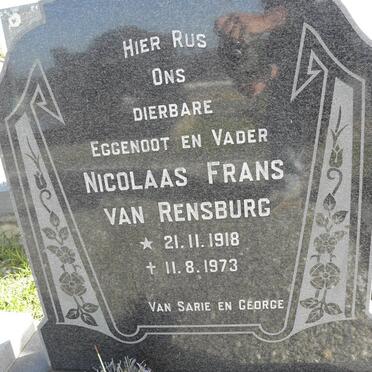 Hier Rus
Ons
dierbare
Eggenoot en Vader
Nicolaas Frans
van Rensburg
★ 21.11.1918
† 11.8.1973
Van Sarie en George